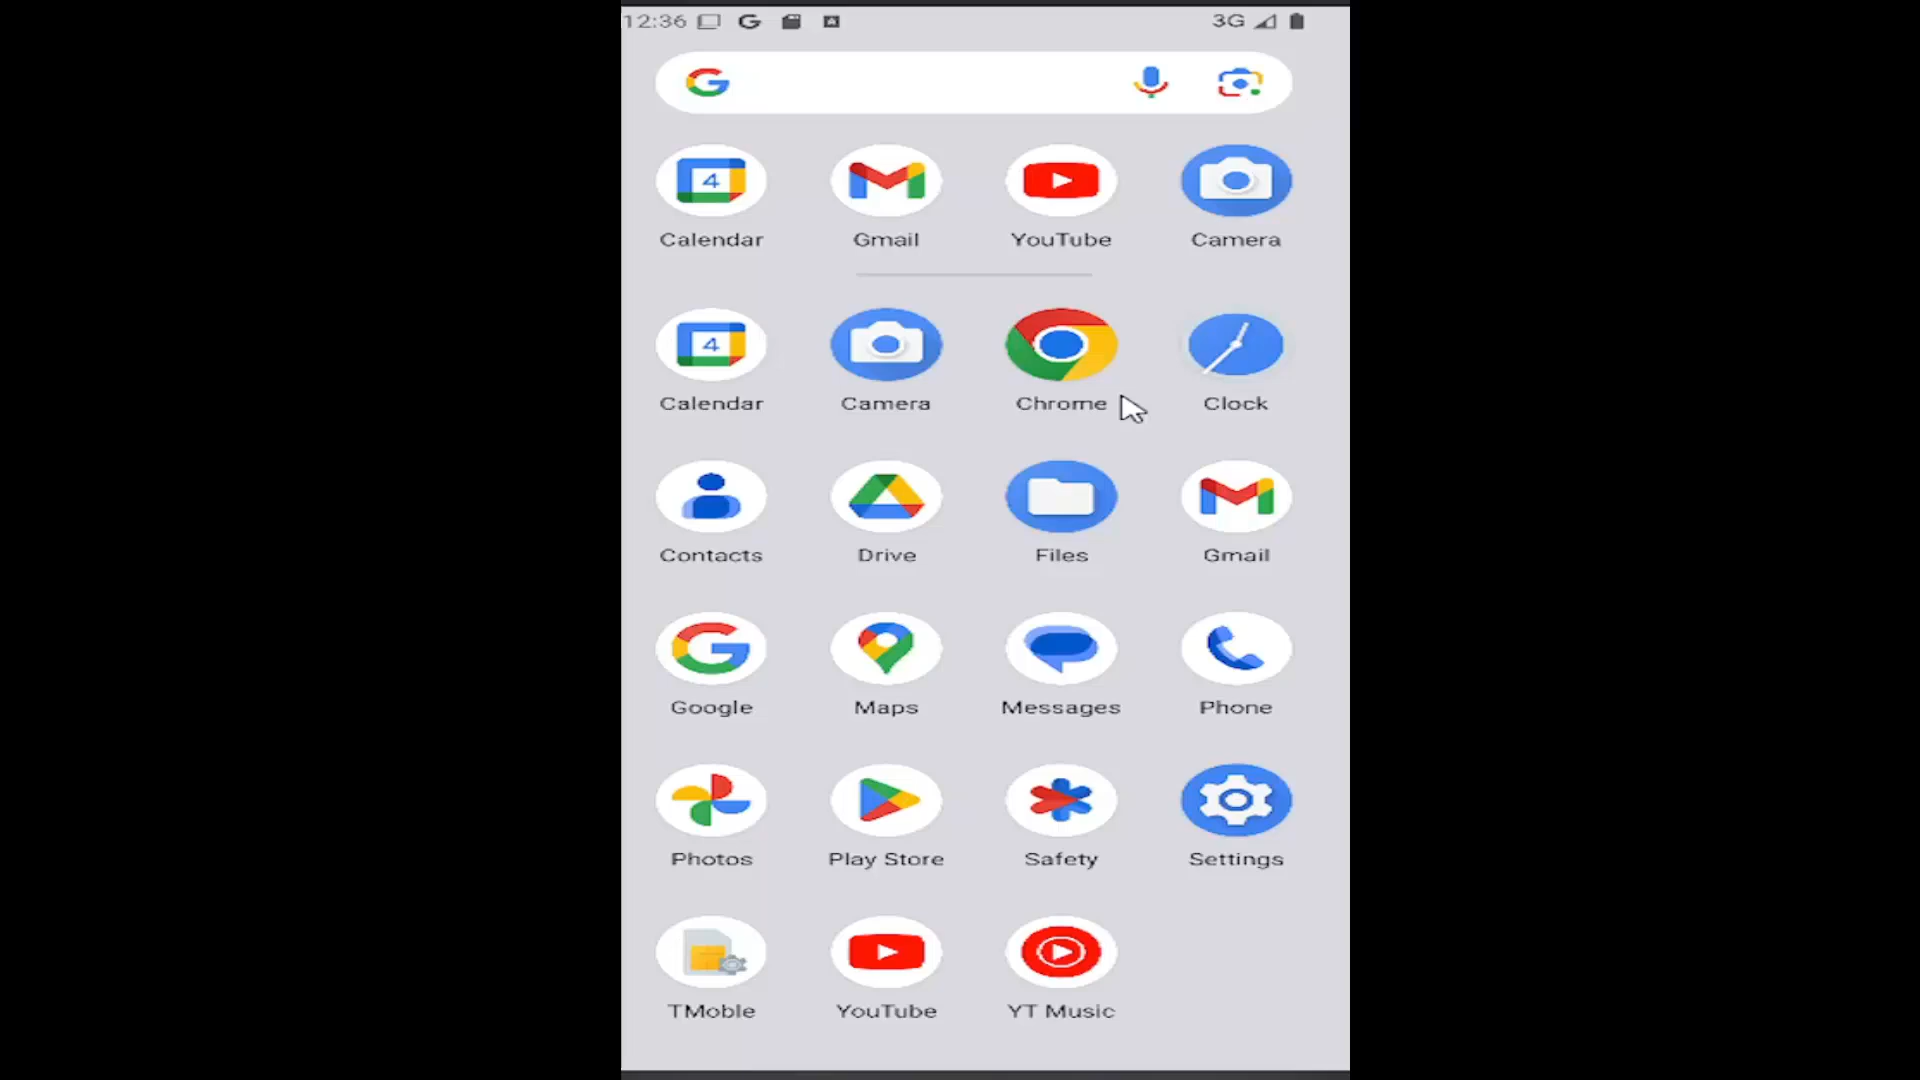 12:36 3G
Calendar Gmail YouTube Camera
Calendar Camera Chrome Clock
Contacts Drive Files Gmail
Google Maps Messages Phone
Photos Play Store Safety Settings
TMoble YouTube YT Music